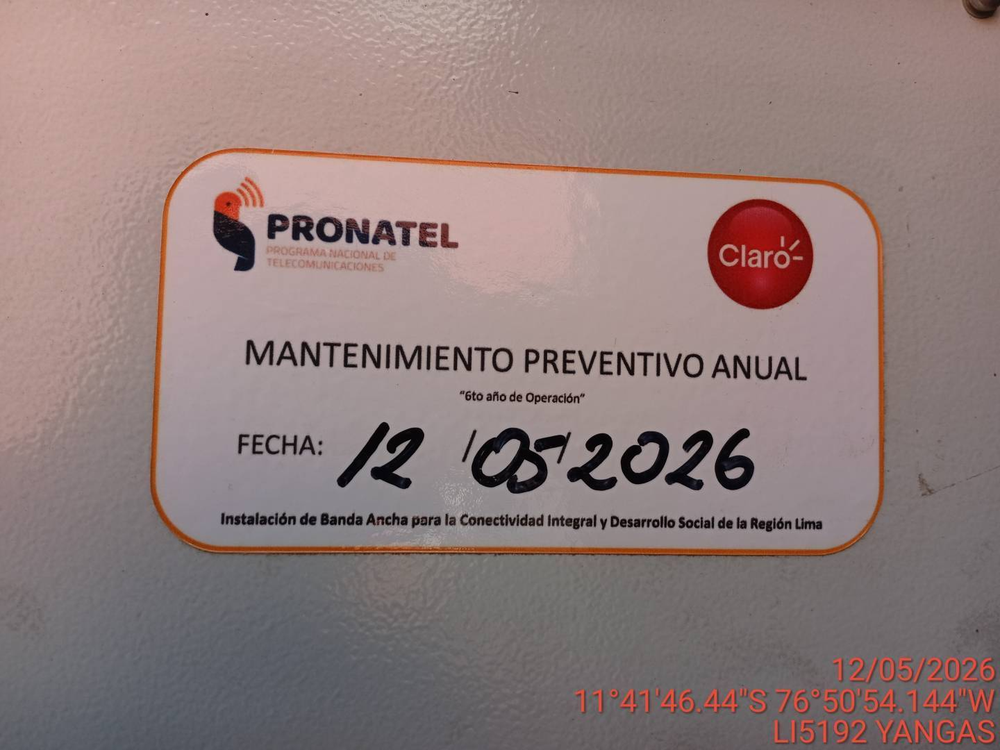 PRONATEL
PROGRAMA NACIONAL DE
TELECOMUNICACIONES
Claro
MANTENIMIENTO PREVENTIVO ANUAL
"6to año de Operación"
FECHA: 12 / 05 / 2026
Instalación de Banda Ancha para la Conectividad Integral y Desarrollo Social de la Región Lima
12/05/2026
11°41'46.44"S 76°50'54.144"W
LI5192 YANGAS